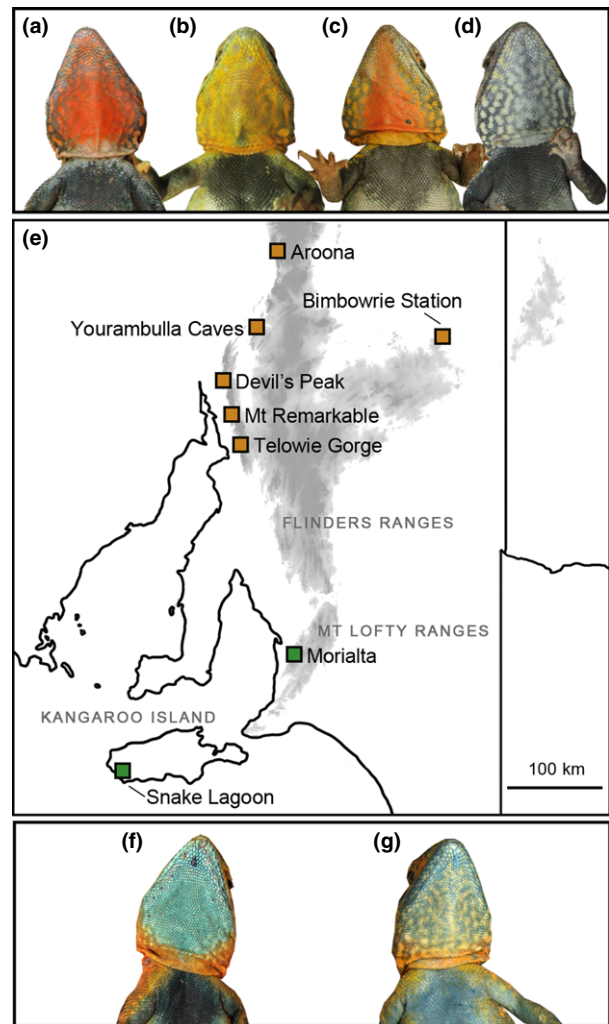 (a) (b) (c) (d)
(e)
Aroona
Bimbowrie Station
Yourambulla Caves
Devil's Peak
Mt Remarkable
Telowie Gorge
FLINDERS RANGES
MT LOFTY RANGES
Morialta
KANGAROO ISLAND
100 km
Snake Lagoon
(f) (g)